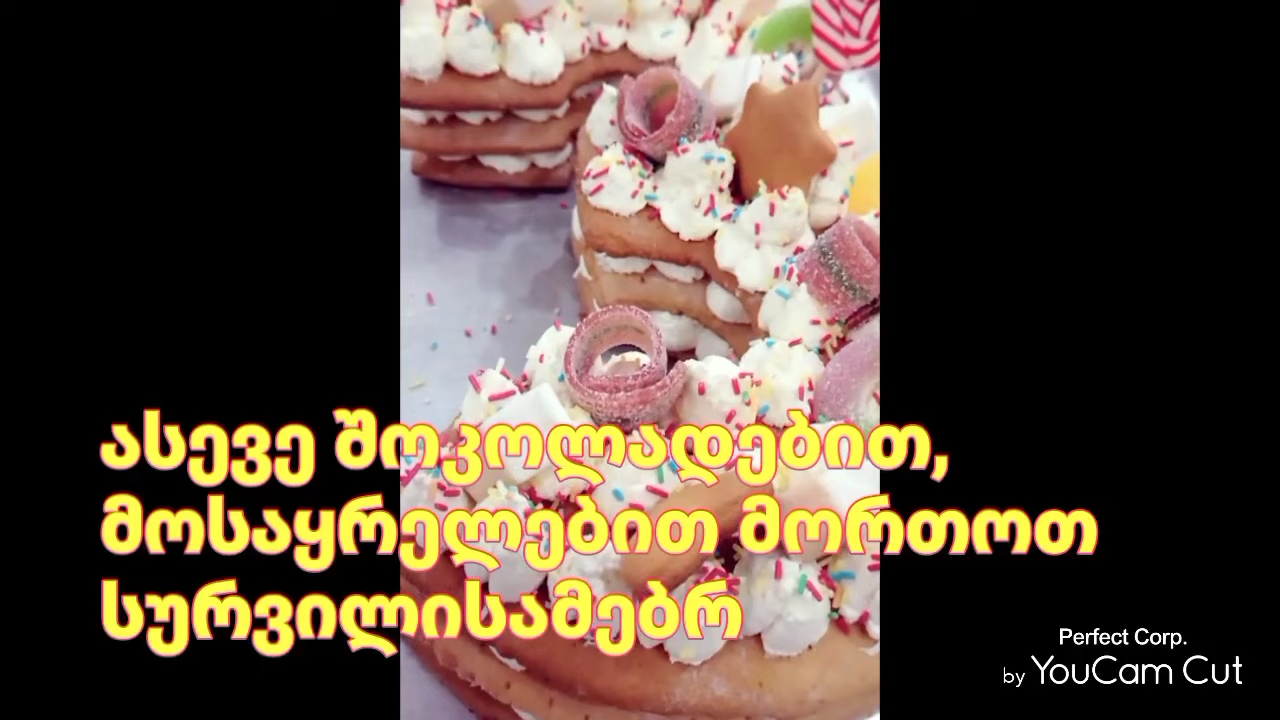 ასევე შოკოლადებით,
მოსაყრელებით მორთოთ
სურვილისამებრ
Perfect Corp.
by YouCam Cut